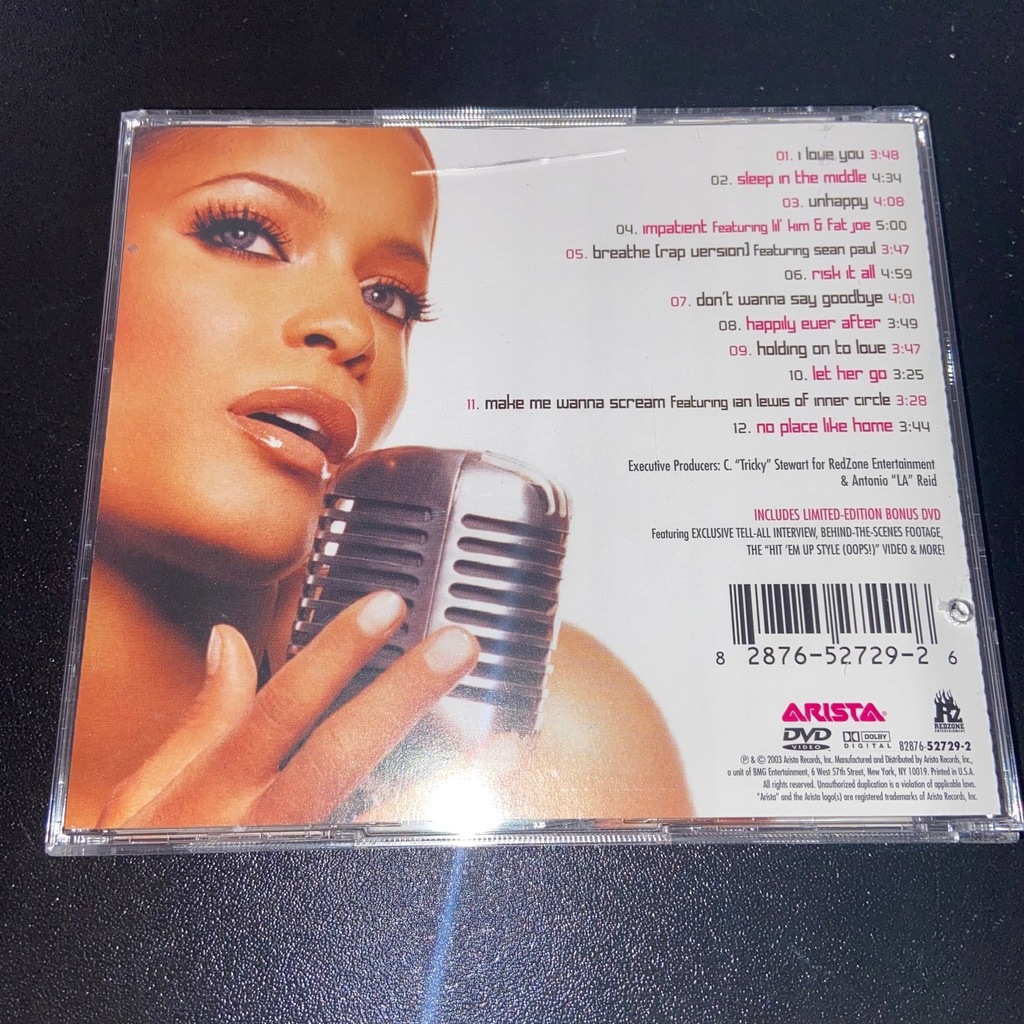 01. I love you 3:48
02. sleep in the middle 4:34
03. unhappy 4:08
04. impatient featuring lil' kim & fat joe 5:00
05. breathe (rap version) featuring sean paul 3:47
06. risk it all 4:59
07. don't wanna say goodbye 4:01
08. happily ever after 3:49
09. holding on to love 3:47
10. let her go 3:25
11. make me wanna scream featuring ian lewis of inner circle 3:28
12. no place like home 3:44
Executive Producers: C. "Tricky" Stewart for RedZone Entertainment
& Antonio "LA" Reid
INCLUDES LIMITED-EDITION BONUS DVD
Featuring EXCLUSIVE TELL-ALL INTERVIEW, BEHIND-THE-SCENES FOOTAGE,
THE "HIT 'EM UP STYLE (OOPS!)" VIDEO & MORE!
8 2876-52729-2 6
ARISTA®
RZ
REDZONE
ENTERTAINMENT
DVD
VIDEO
DOLBY
DIGITAL
82876-52729-2
℗ & © 2003 Arista Records, Inc. Manufactured and Distributed by Arista Records, Inc.,
a unit of BMG Entertainment, 6 West 57th Street, New York, NY 10019. Printed in U.S.A.
All rights reserved. Unauthorized duplication is a violation of applicable laws.
"Arista" and the Arista logo(s) are registered trademarks of Arista Records, Inc.